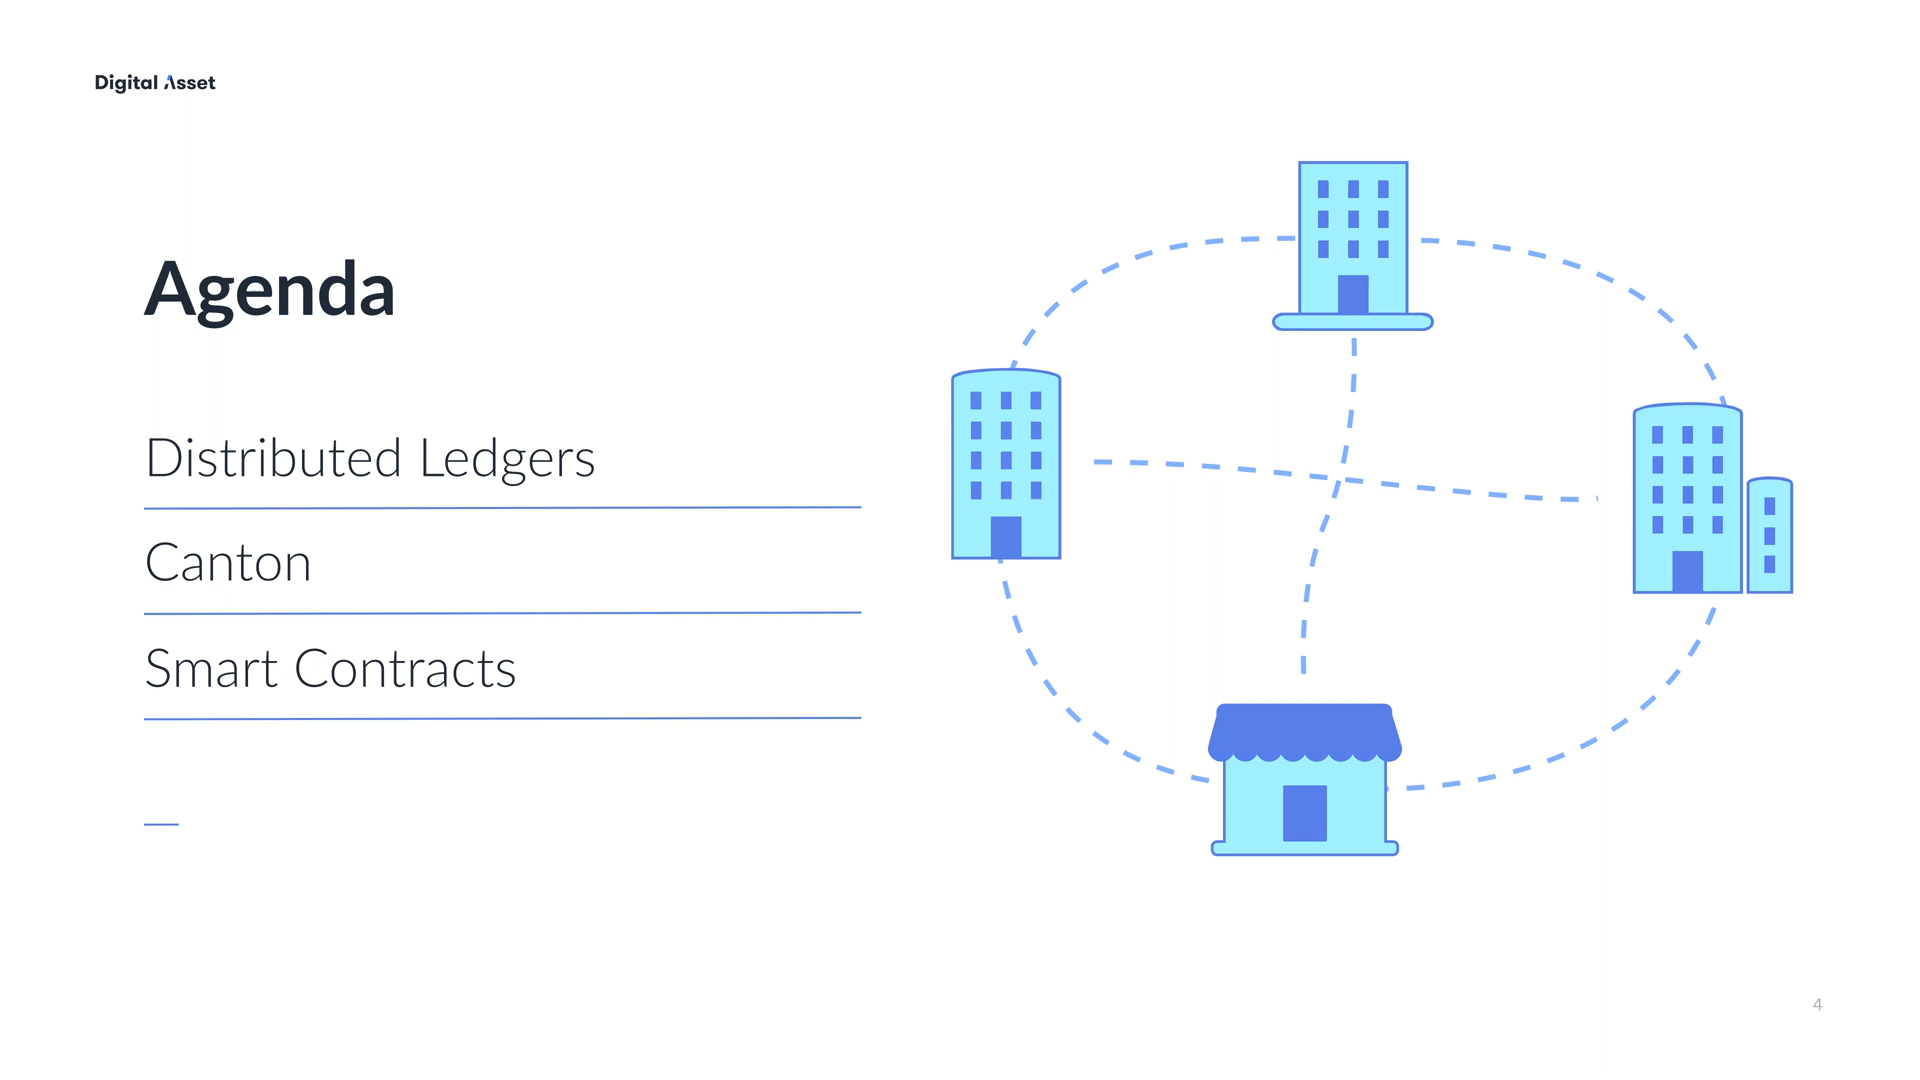 Digital Asset
Agenda
Distributed Ledgers
Canton
Smart Contracts
4